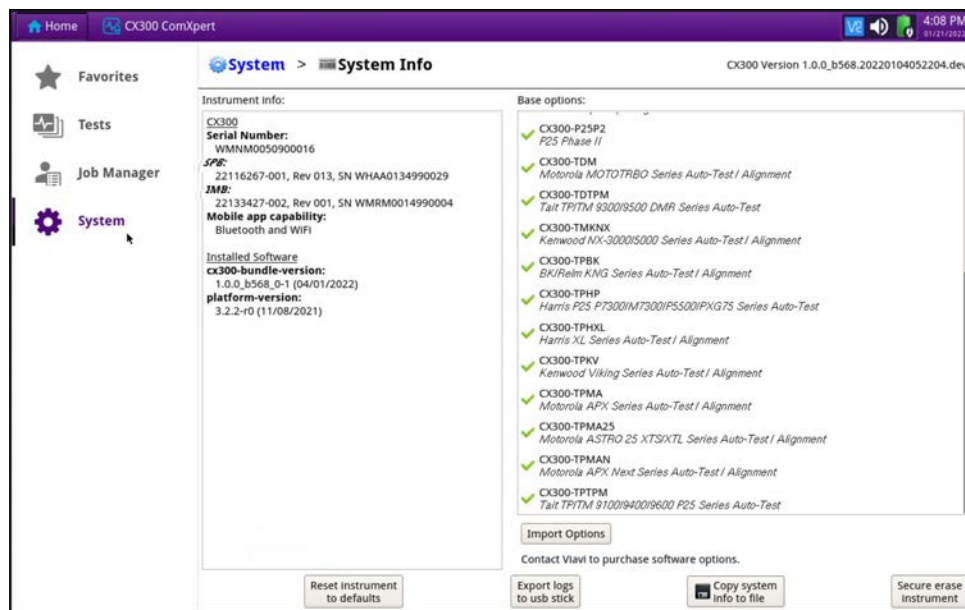 Home
CX300 ComXpert
4:08 PM
01/21/2022
Favorites
Tests
Job Manager
System
System > System Info
CX300 Version 1.0.0_b568.20220104052204.dev
Instrument info:
CX300
Serial Number:
WMNM0050900016
SPB:
22116267-001, Rev 013, SN WHAA0134990029
IMB:
22133427-002, Rev 001, SN WMRM0014990004
Mobile app capability:
Bluetooth and WiFi
Installed Software
cx300-bundle-version:
1.0.0_b568_0-1 (04/01/2022)
platform-version:
3.2.2-r0 (11/08/2021)
Base options:
CX300-P25P2
P25 Phase II
CX300-TDM
Motorola MOTOTRBO Series Auto-Test / Alignment
CX300-TDTPM
Tait TP/TM 9300/9500 DMR Series Auto-Test
CX300-TMKNX
Kenwood NX-3000/5000 Series Auto-Test / Alignment
CX300-TPBK
BK/Relm KNG Series Auto-Test / Alignment
CX300-TPHP
Harris P25 P7300/M7300/P5500/PXG75 Series Auto-Test
CX300-TPHXL
Harris XL Series Auto-Test / Alignment
CX300-TPKV
Kenwood Viking Series Auto-Test / Alignment
CX300-TPMA
Motorola APX Series Auto-Test / Alignment
CX300-TPMA25
Motorola ASTRO 25 XTS/XTL Series Auto-Test / Alignment
CX300-TPMAN
Motorola APX Next Series Auto-Test / Alignment
CX300-TPTPM
Tait TP/TM 9100/9400/9600 P25 Series Auto-Test
Import Options
Contact Viavi to purchase software options.
Reset instrument
to defaults
Export logs
to usb stick
Copy system
info to file
Secure erase
instrument